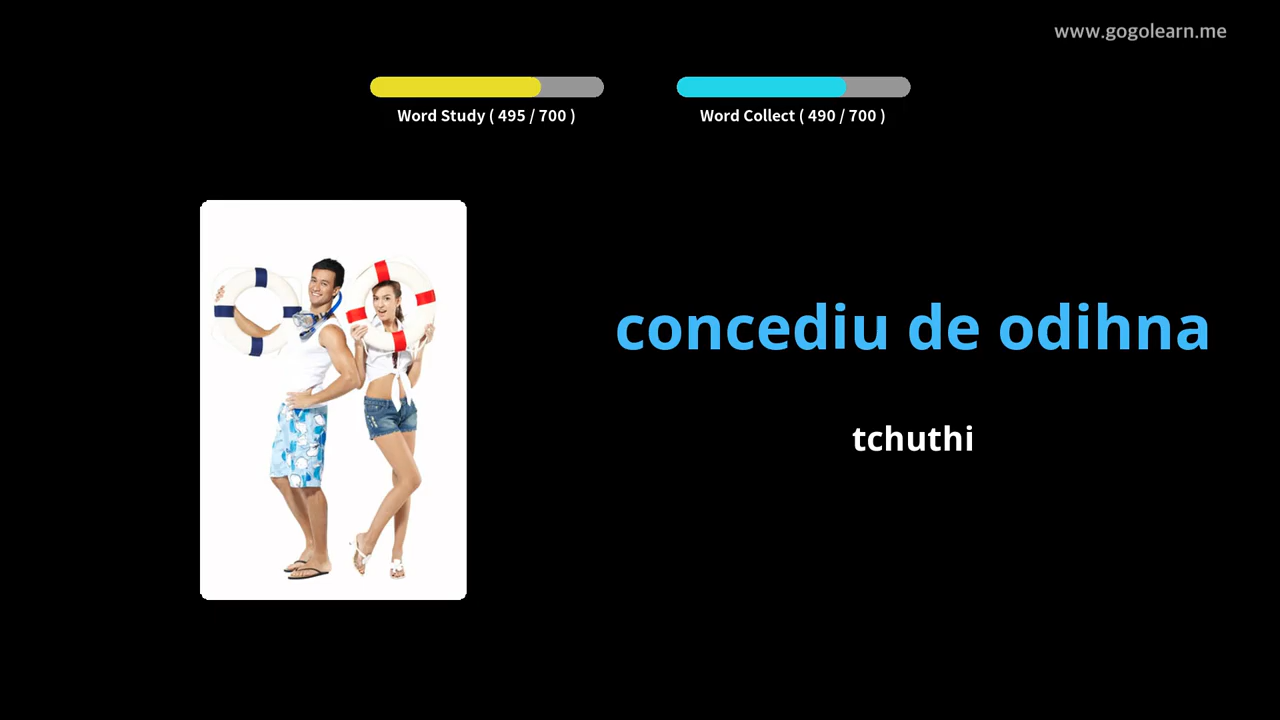 www.gogolearn.me
Word Study ( 495 / 700 )
Word Collect ( 490 / 700 )
concediu de odihna
tchuthi